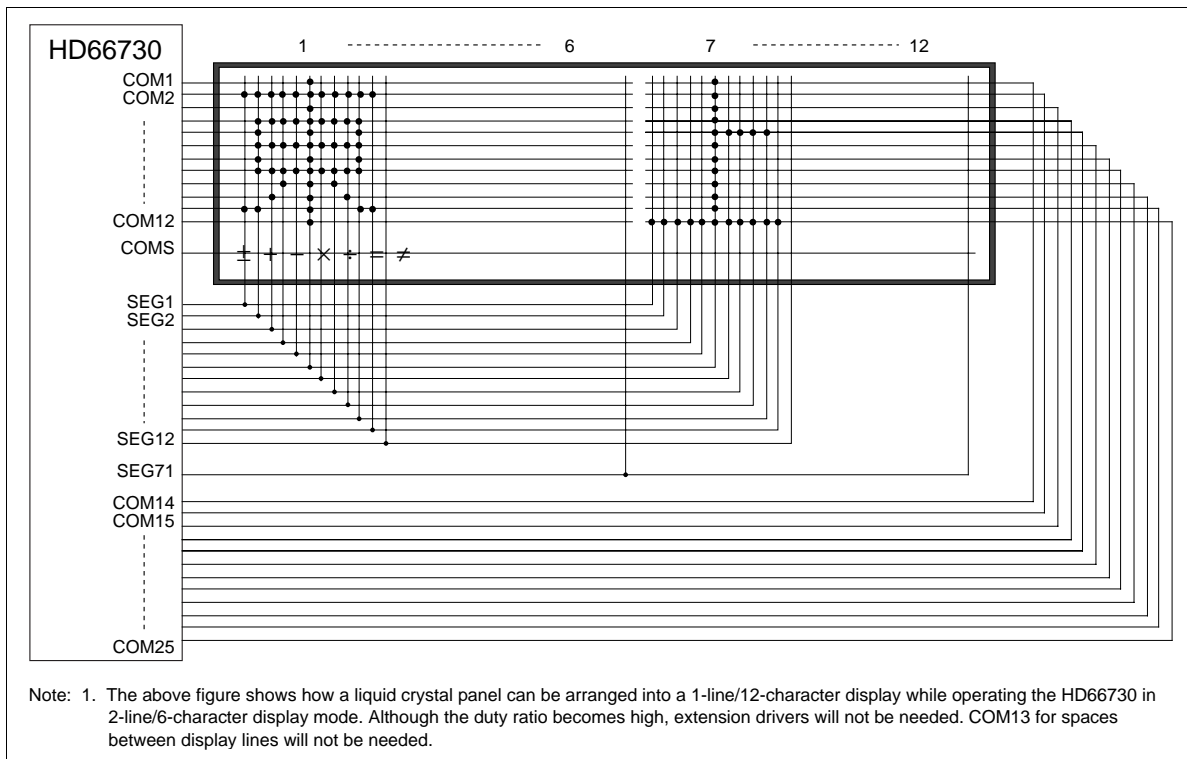 HD66730
1 6 7 12
COM1
COM2
COM12
COMS
± + − × ÷ = ≠
SEG1
SEG2
SEG12
SEG71
COM14
COM15
COM25
Note: 1. The above figure shows how a liquid crystal panel can be arranged into a 1-line/12-character display while operating the HD66730 in
2-line/6-character display mode. Although the duty ratio becomes high, extension drivers will not be needed. COM13 for spaces
between display lines will not be needed.